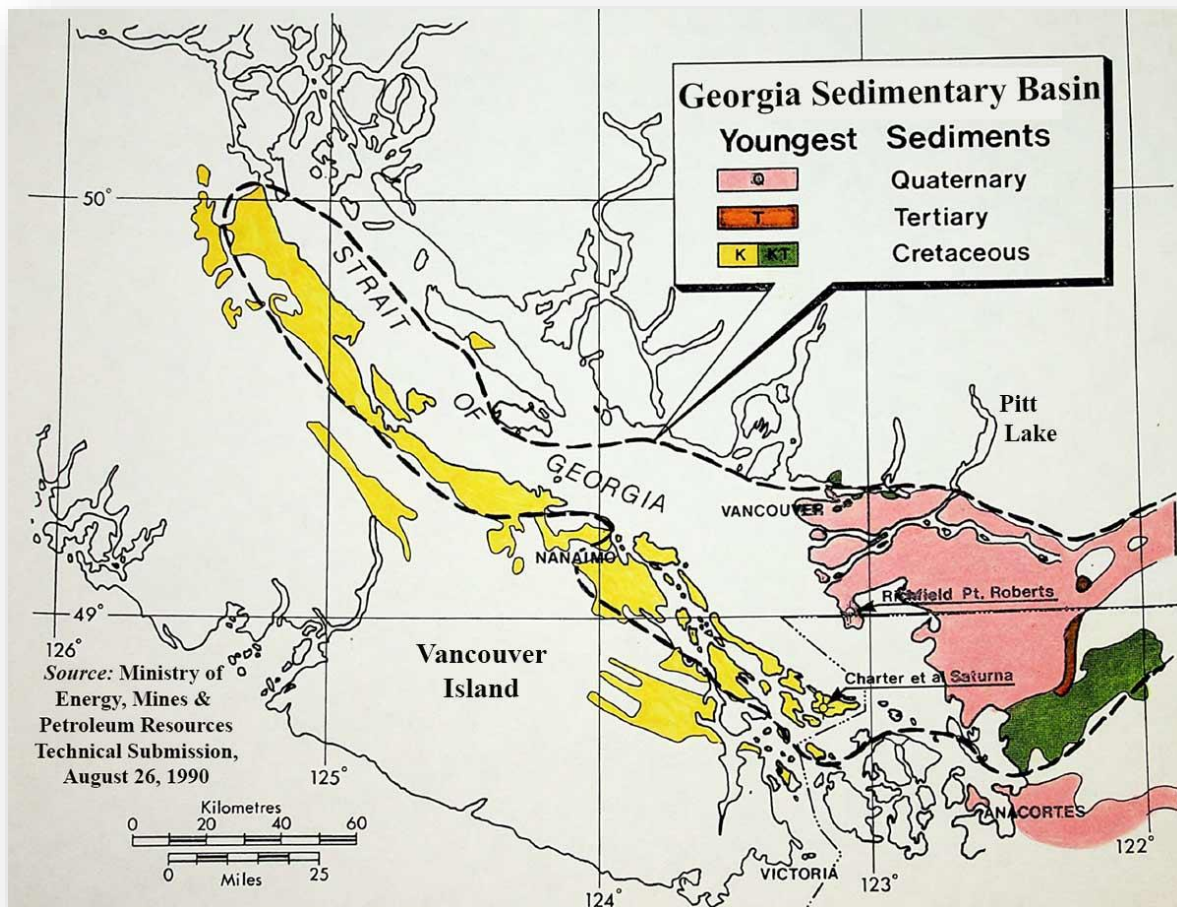 Georgia Sedimentary Basin
Youngest Sediments
Q Quaternary
T Tertiary
K KT Cretaceous
50°
STRAIT
OF
GEORGIA
Pitt
Lake
VANCOUVER
NANAIMO
Richfield Pt. Roberts
49°
126°
Vancouver
Island
Charter et al Saturna
Source: Ministry of
Energy, Mines &
Petroleum Resources
Technical Submission,
August 26, 1990
125°
Kilometres
0 20 40 60
0 25
Miles
ANACORTES
VICTORIA
124°
123°
122°